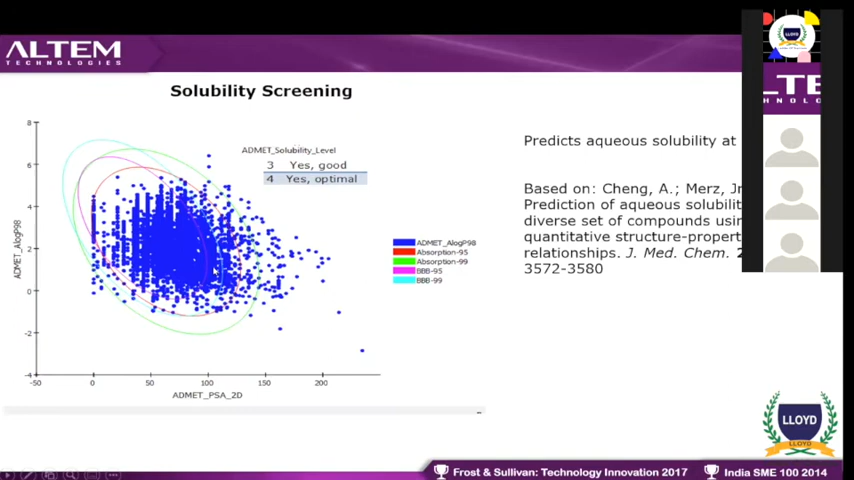 ALTEM
TECHNOLOGIES
Solubility Screening
ADMET_Solubility_Level
3 Yes, good
4 Yes, optimal
8
6
4
2
0
-2
-4
ADMET_AlogP98
-50 0 50 100 150 200
ADMET_PSA_2D
ADMET_AlogP98
Absorption-95
Absorption-99
BBB-95
BBB-99
Predicts aqueous solubility at
Based on: Cheng, A.; Merz, Jr
Prediction of aqueous solubilit
diverse set of compounds usin
quantitative structure-propert
relationships. J. Med. Chem. 2
3572-3580
LLOYD
LTE
HNOLO
LLOYD
Frost & Sullivan: Technology Innovation 2017
India SME 100 2014